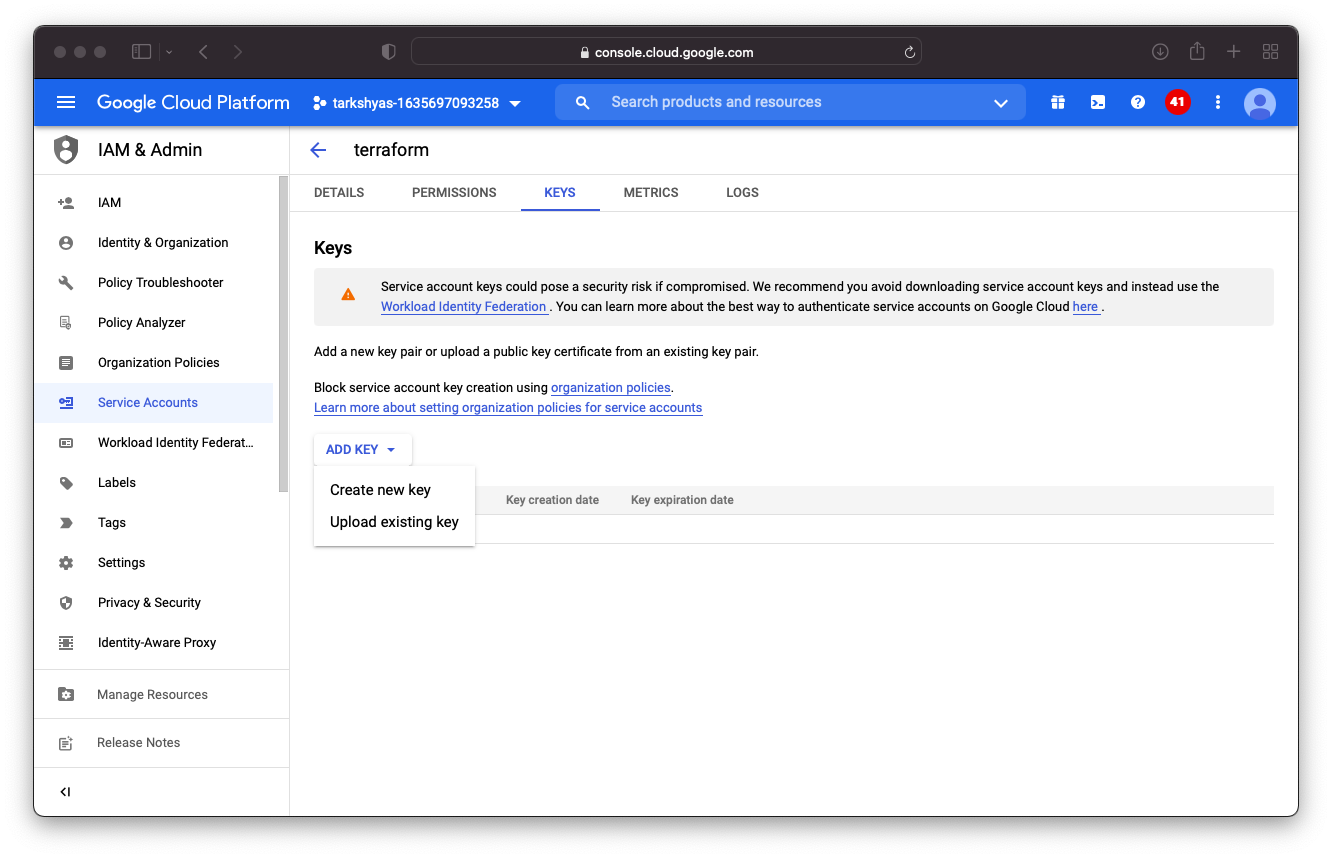 console.cloud.google.com
Google Cloud Platform
tarkshyas-1635697093258
Search products and resources
41
IAM & Admin
terraform
DETAILS
PERMISSIONS
KEYS
METRICS
LOGS
IAM
Identity & Organization
Policy Troubleshooter
Policy Analyzer
Organization Policies
Service Accounts
Workload Identity Federat...
Labels
Tags
Settings
Privacy & Security
Identity-Aware Proxy
Manage Resources
Release Notes
Keys
Service account keys could pose a security risk if compromised. We recommend you avoid downloading service account keys and instead use the
Workload Identity Federation . You can learn more about the best way to authenticate service accounts on Google Cloud here .
Add a new key pair or upload a public key certificate from an existing key pair.
Block service account key creation using organization policies.
Learn more about setting organization policies for service accounts
ADD KEY
Create new key
Upload existing key
Key creation date
Key expiration date